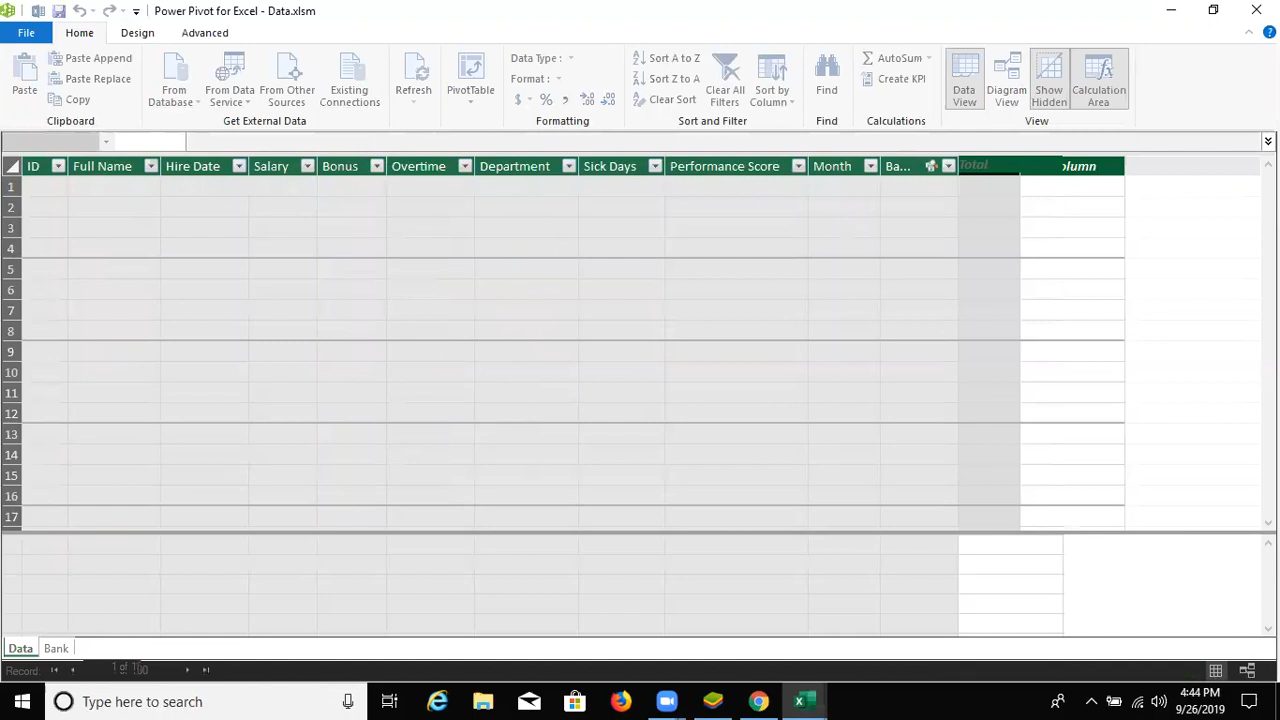 Power Pivot for Excel - Data.xlsm
File Home Design Advanced
Paste
Paste Append
Paste Replace
Copy
Clipboard
From Database
From Data Service
From Other Sources
Existing Connections
Get External Data
Refresh
PivotTable
Data Type :
Format :
$ % ,
Formatting
Sort A to Z
Sort Z to A
Clear Sort
Clear All Filters
Sort by Column
Sort and Filter
Find
Find
AutoSum
Create KPI
Calculations
Data View
Diagram View
Show Hidden
Calculation Area
View
ID Full Name Hire Date Salary Bonus Overtime Department Sick Days Performance Score Month Ba... Total olumn
1
2
3
4
5
6
7
8
9
10
11
12
13
14
15
16
17
Data Bank
Record: 1 of 100
Type here to search
4:44 PM
9/26/2019